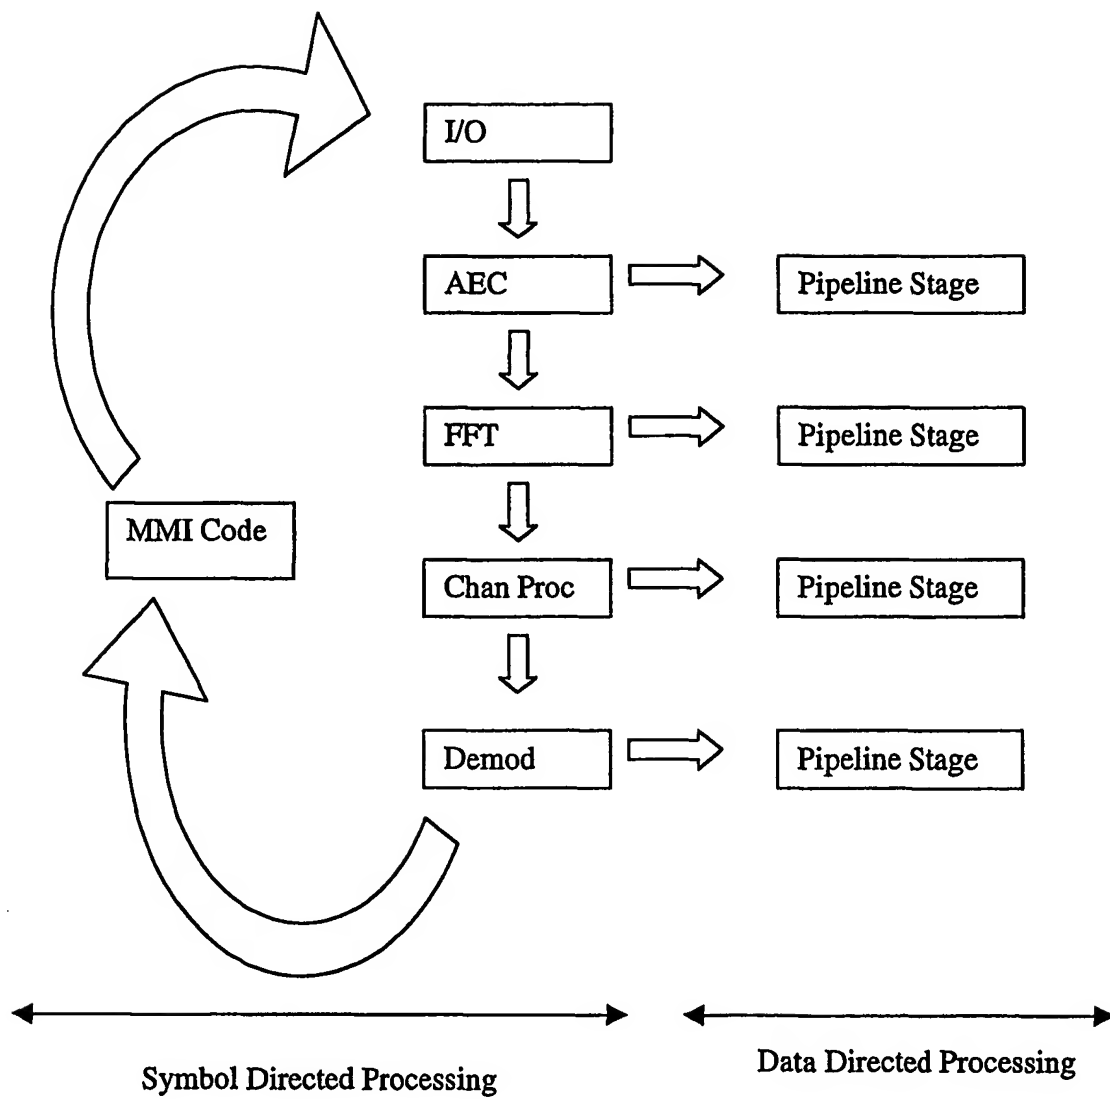 I/O
AEC
Pipeline Stage
FFT
Pipeline Stage
MMI Code
Chan Proc
Pipeline Stage
Demod
Pipeline Stage
Symbol Directed Processing
Data Directed Processing